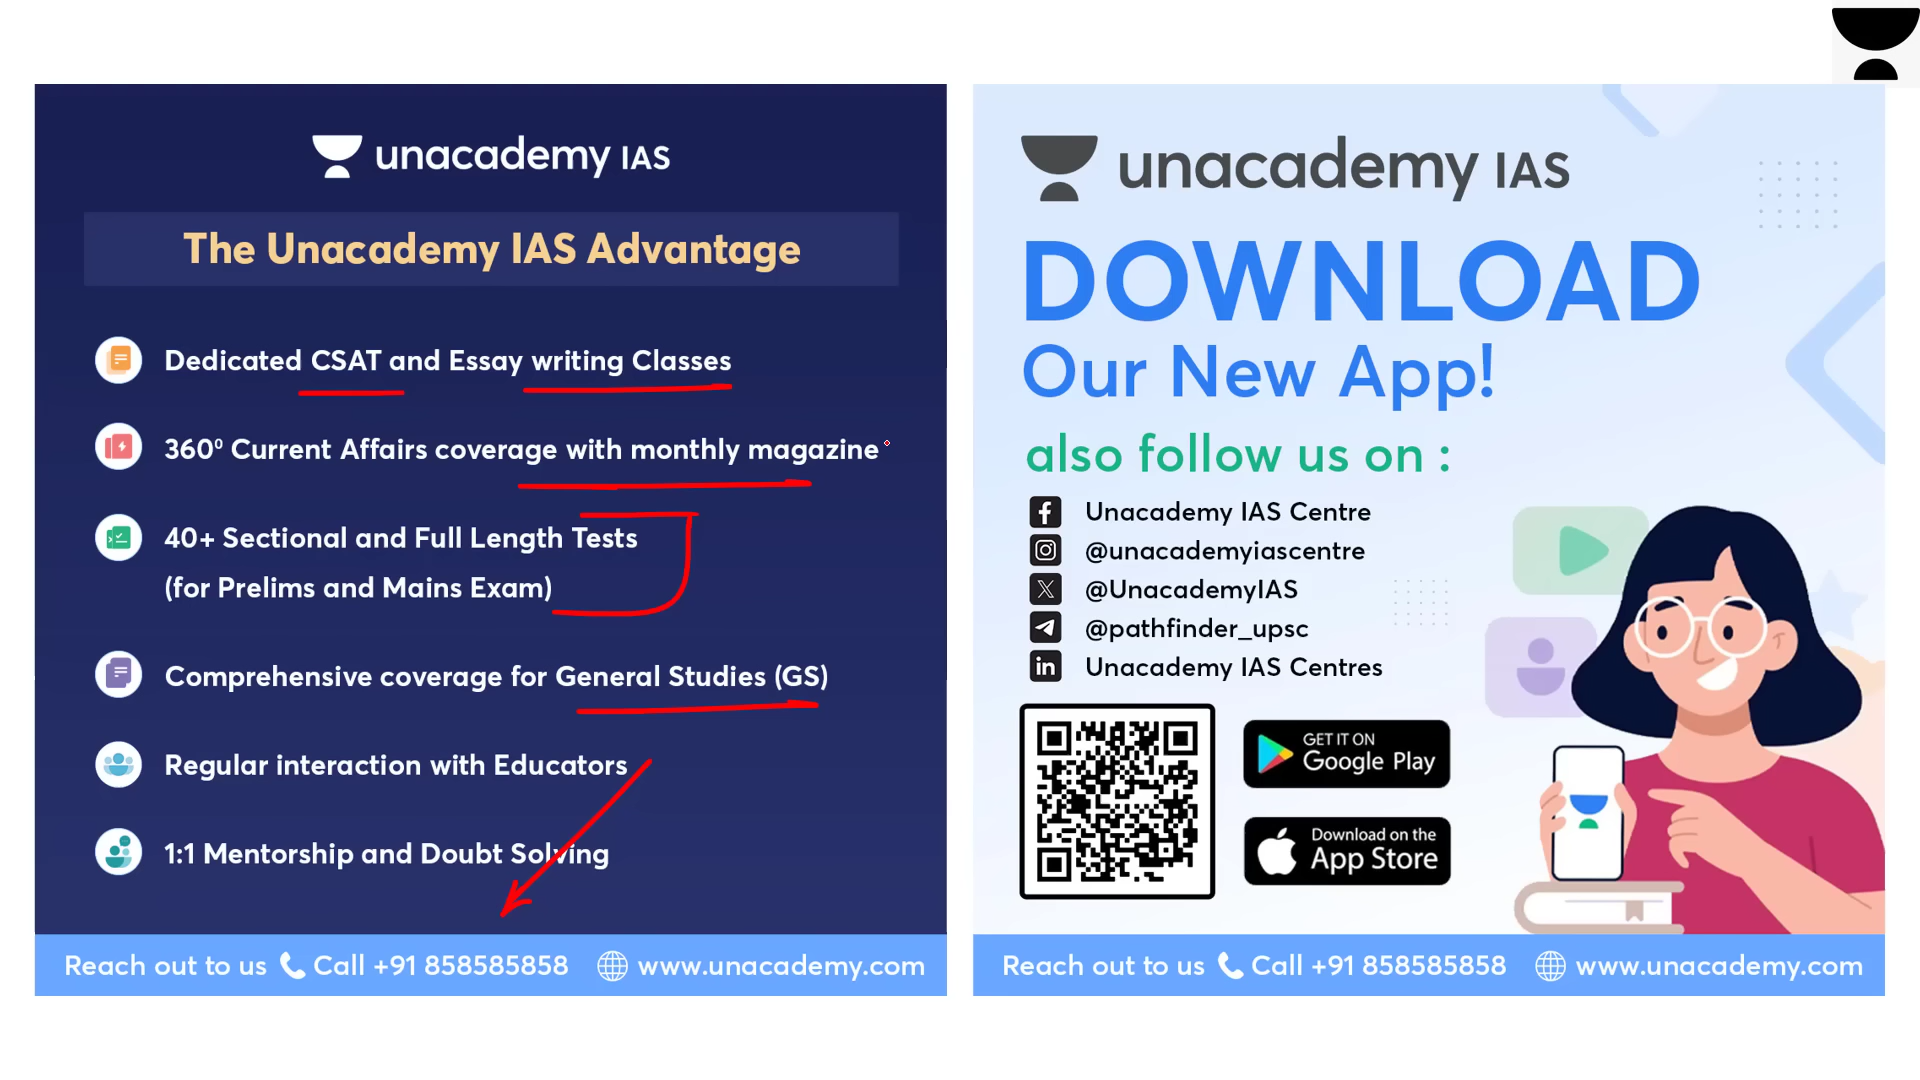 unacademy IAS
The Unacademy IAS Advantage
Dedicated CSAT and Essay writing Classes
360⁰ Current Affairs coverage with monthly magazine
40+ Sectional and Full Length Tests
(for Prelims and Mains Exam)
Comprehensive coverage for General Studies (GS)
Regular interaction with Educators
1:1 Mentorship and Doubt Solving
Reach out to us Call +91 858585858 www.unacademy.com
unacademy IAS
DOWNLOAD
Our New App!
also follow us on :
Unacademy IAS Centre
@unacademyiascentre
@UnacademyIAS
@pathfinder_upsc
Unacademy IAS Centres
GET IT ON
Google Play
Download on the
App Store
Reach out to us Call +91 858585858 www.unacademy.com